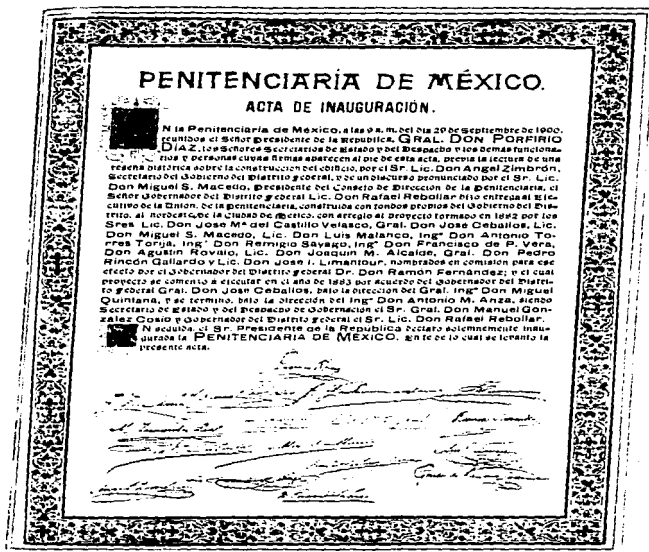 PENITENCIARÍA DE MÉXICO.
ACTA DE INAUGURACIÓN.
EN la Penitenciaría de México, a las 9 a. m. del día 29 de septiembre de 1900,
reunidos el Señor presidente de la República, GRAL. DON PORFIRIO
DÍAZ, los Señores Secretarios de Estado y del Despacho y los demás funciona-
rios y personas cuyas firmas aparecen al pie de esta acta, previa la lectura de una
reseña histórica sobre la construcción del edificio, por el Sr. Lic. Don Angel Zimbrón,
Secretario del Gobierno del Distrito federal, y de un discurso pronunciado por el Sr. Lic.
Don Miguel S. Macedo, presidente del Consejo de Dirección de la penitenciaría, el
Señor Gobernador del Distrito federal Lic. Don Rafael Rebollar hizo entrega al Eje-
cutivo de la Unión, de la penitenciaría, construida con fondos propios del Gobierno del Dis-
trito, al nordeste de la Ciudad de México, con arreglo al proyecto formado en 1882 por los
Sres. Lic. Don José Mª del Castillo Velasco, Gral. Don José Ceballos, Lic.
Don Miguel S. Macedo, Lic. Don Luis Malanco, Ingº Don Antonio To-
rres Torija, Ingº Don Remigio Sáyago, Ingº Don Francisco de P. Vera,
Don Agustín Rovalo, Lic. Don Joaquín M. Alcalde, Gral. Don Pedro
Rincón Gallardo y Lic. Don José I. Limantour, nombrados en comisión para ese
efecto por el Gobernador del Distrito federal Dr. Don Ramón Fernández; y el cual
proyecto se comenzó a ejecutar en el año de 1883 por acuerdo del Gobernador del Distri-
to federal Gral. Don José Ceballos, bajo la dirección del Gral. Ingº Don Miguel
Quintana, y se terminó, bajo la dirección del Ingº Don Antonio M. Anza, siendo
Secretario de Estado y del Despacho de Gobernación el Sr. Gral. Don Manuel Gon-
zález Cosío y Gobernador del Distrito federal el Sr. Lic. Don Rafael Rebollar.
EN seguida, el Sr. Presidente de la República declaró solemnemente inau-
gurada la PENITENCIARÍA DE MÉXICO. En fe de lo cual se levanto la
presente acta.